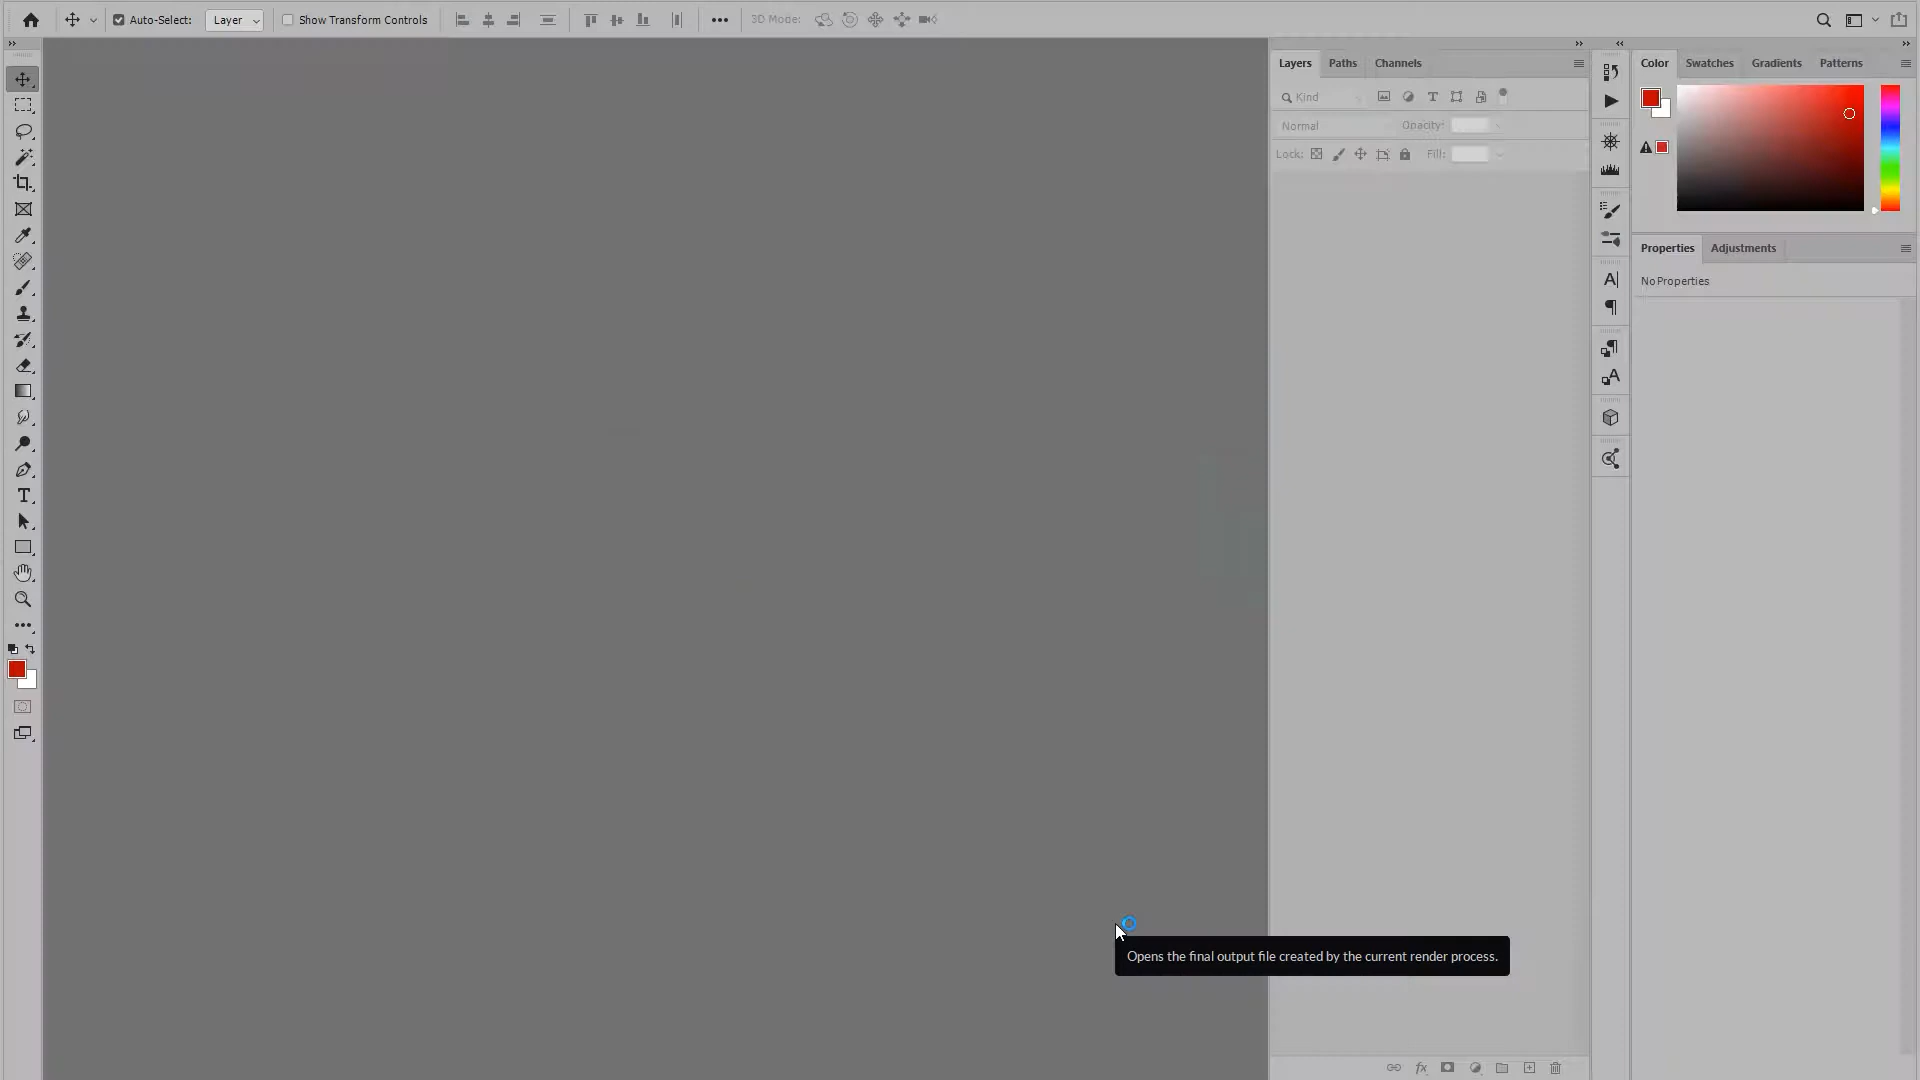 Auto-Select:
Layer
Show Transform Controls
3D Mode:
Layers
Paths
Channels
Kind
Normal
Opacity:
Lock:
Fill:
Color
Swatches
Gradients
Patterns
Properties
Adjustments
No Properties
Opens the final output file created by the current render process.